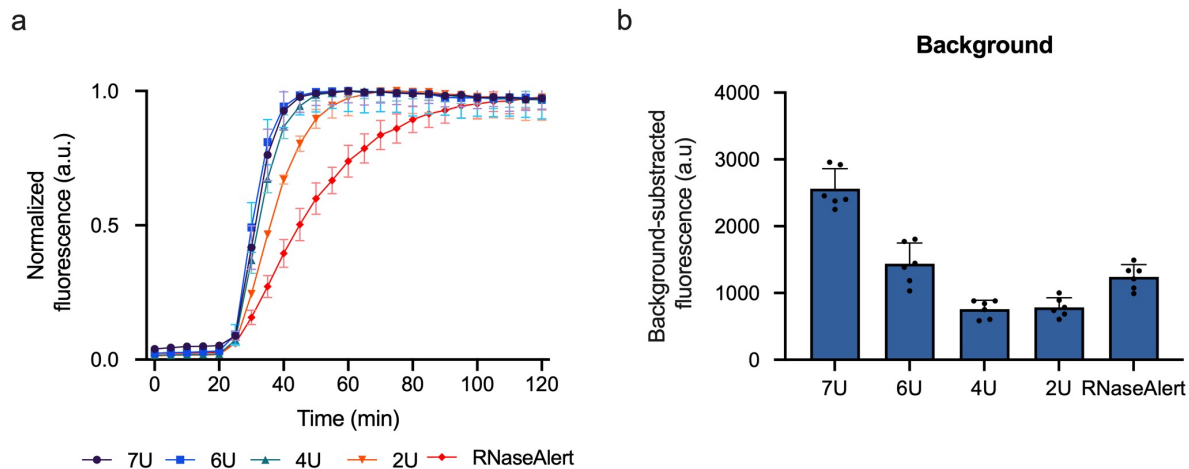 a
Normalized
fluorescence (a.u.)
1.0
0.5
0.0
0 20 40 60 80 100 120
Time (min)
7U 6U 4U 2U RNaseAlert
b
Background
Background-substracted
fluorescence (a.u)
4000
3000
2000
1000
0
7U 6U 4U 2U RNaseAlert